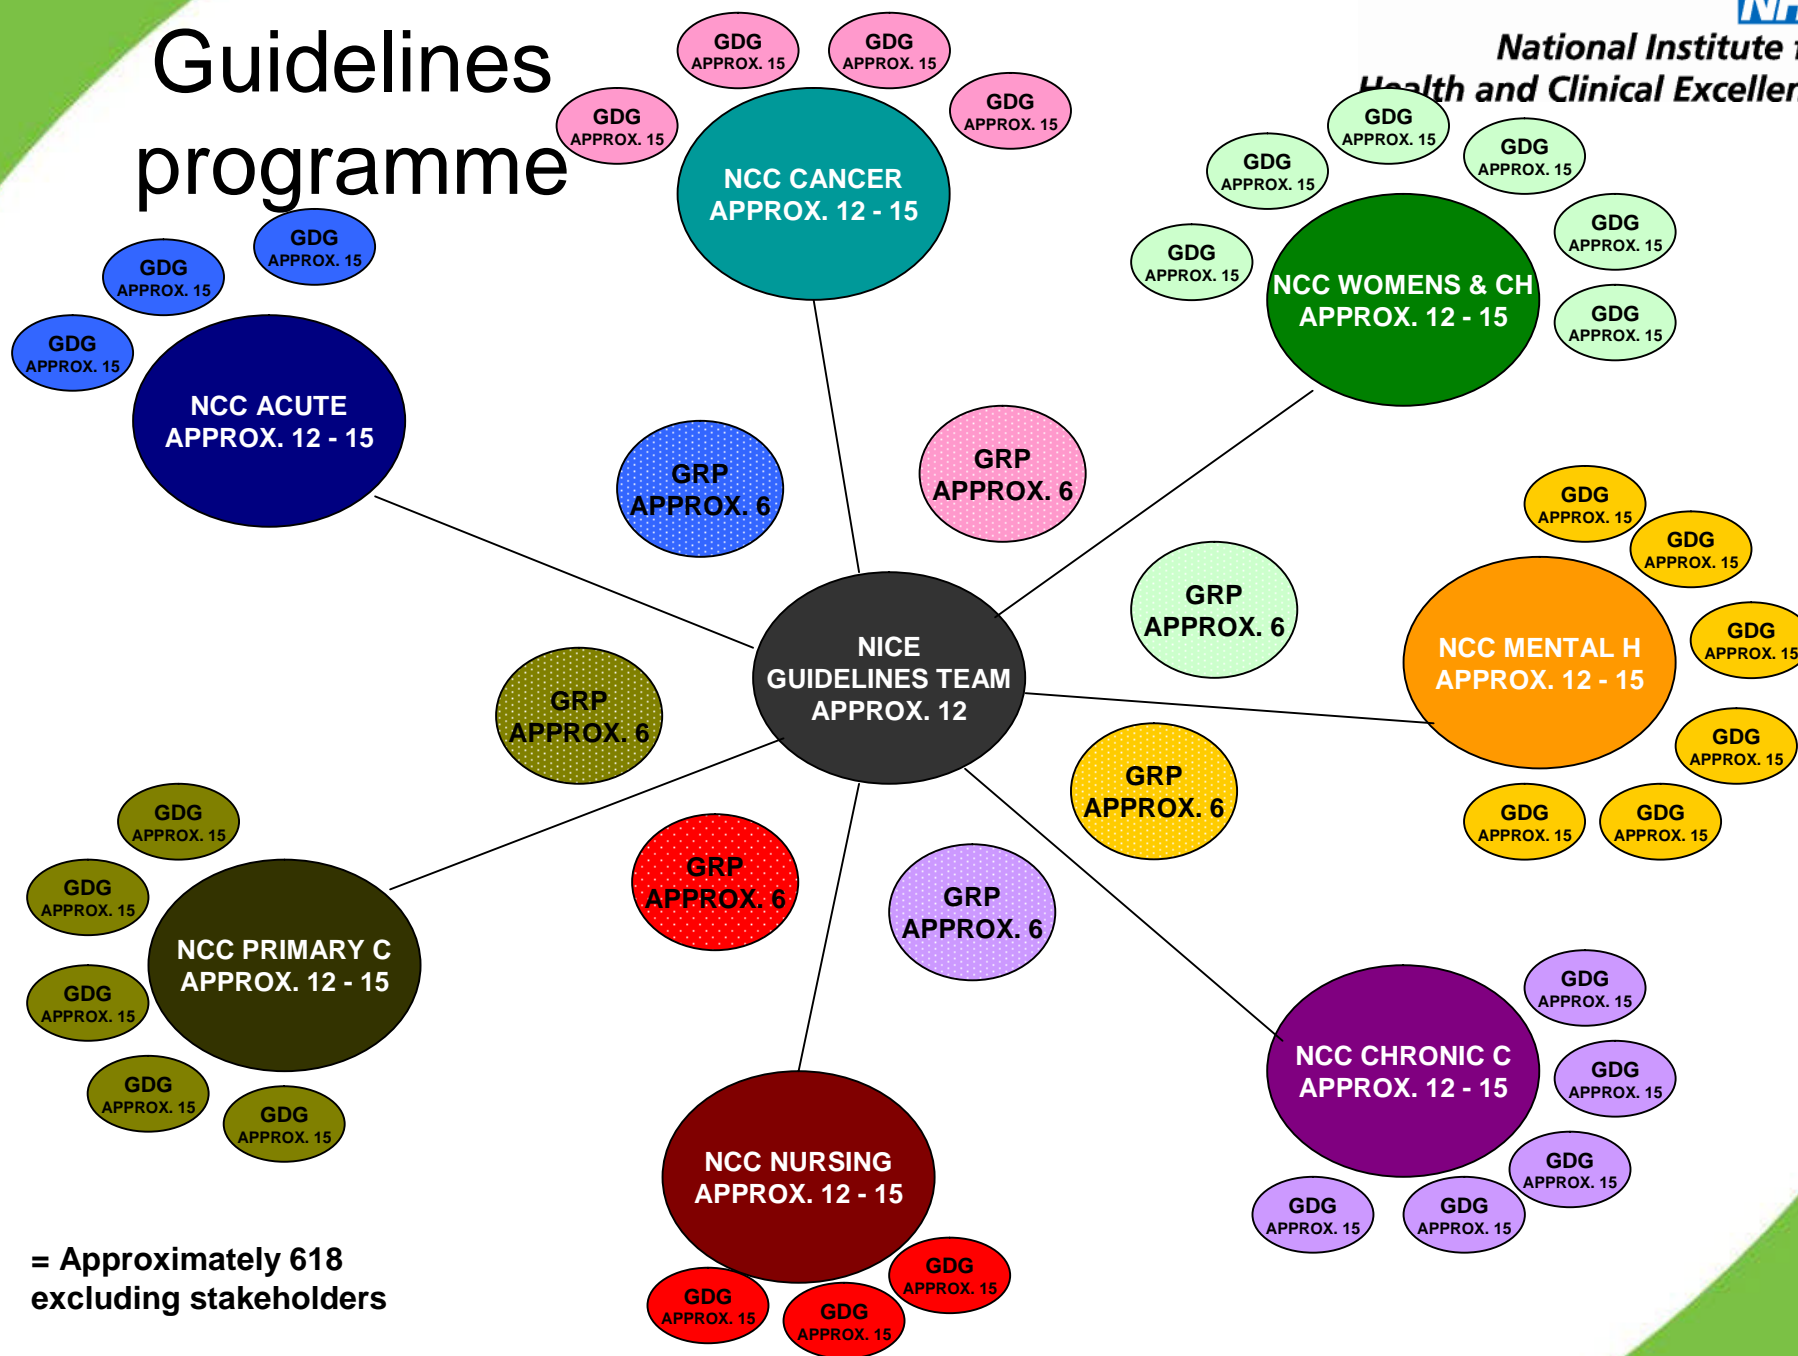 Guidelines
programme
National Institute
Health and Clinical
GDG
APPROX. 15
GDG
APPROX. 15
GDG
APPROX. 15
GDG
APPROX. 15
NCC CANCER
APPROX. 12 - 15
GDG
APPROX. 15
GDG
APPROX. 15
GDG
APPROX. 15
GDG
APPROX. 15
GDG
APPROX. 15
GDG
APPROX. 15
NCC WOMENS & CH
APPROX. 12 - 15
GDG
APPROX. 15
GDG
APPROX. 15
GDG
APPROX. 15
NCC ACUTE
APPROX. 12 - 15
GRP
APPROX. 6
GRP
APPROX. 6
GRP
APPROX. 6
GDG
APPROX. 15
GDG
APPROX. 15
GDG
APPROX. 15
GDG
APPROX. 15
GDG
APPROX. 15
GDG
APPROX. 15
NCC MENTAL H
APPROX. 12 - 15
NICE
GUIDELINES TEAM
APPROX. 12
GRP
APPROX. 6
GRP
APPROX. 6
GRP
APPROX. 6
GRP
APPROX. 6
GDG
APPROX. 15
GDG
APPROX. 15
GDG
APPROX. 15
GDG
APPROX. 15
GDG
APPROX. 15
NCC PRIMARY C
APPROX. 12 - 15
NCC CHRONIC C
APPROX. 12 - 15
GDG
APPROX. 15
GDG
APPROX. 15
GDG
APPROX. 15
GDG
APPROX. 15
GDG
APPROX. 15
NCC NURSING
APPROX. 12 - 15
GDG
APPROX. 15
GDG
APPROX. 15
GDG
APPROX. 15
= Approximately 618
excluding stakeholders